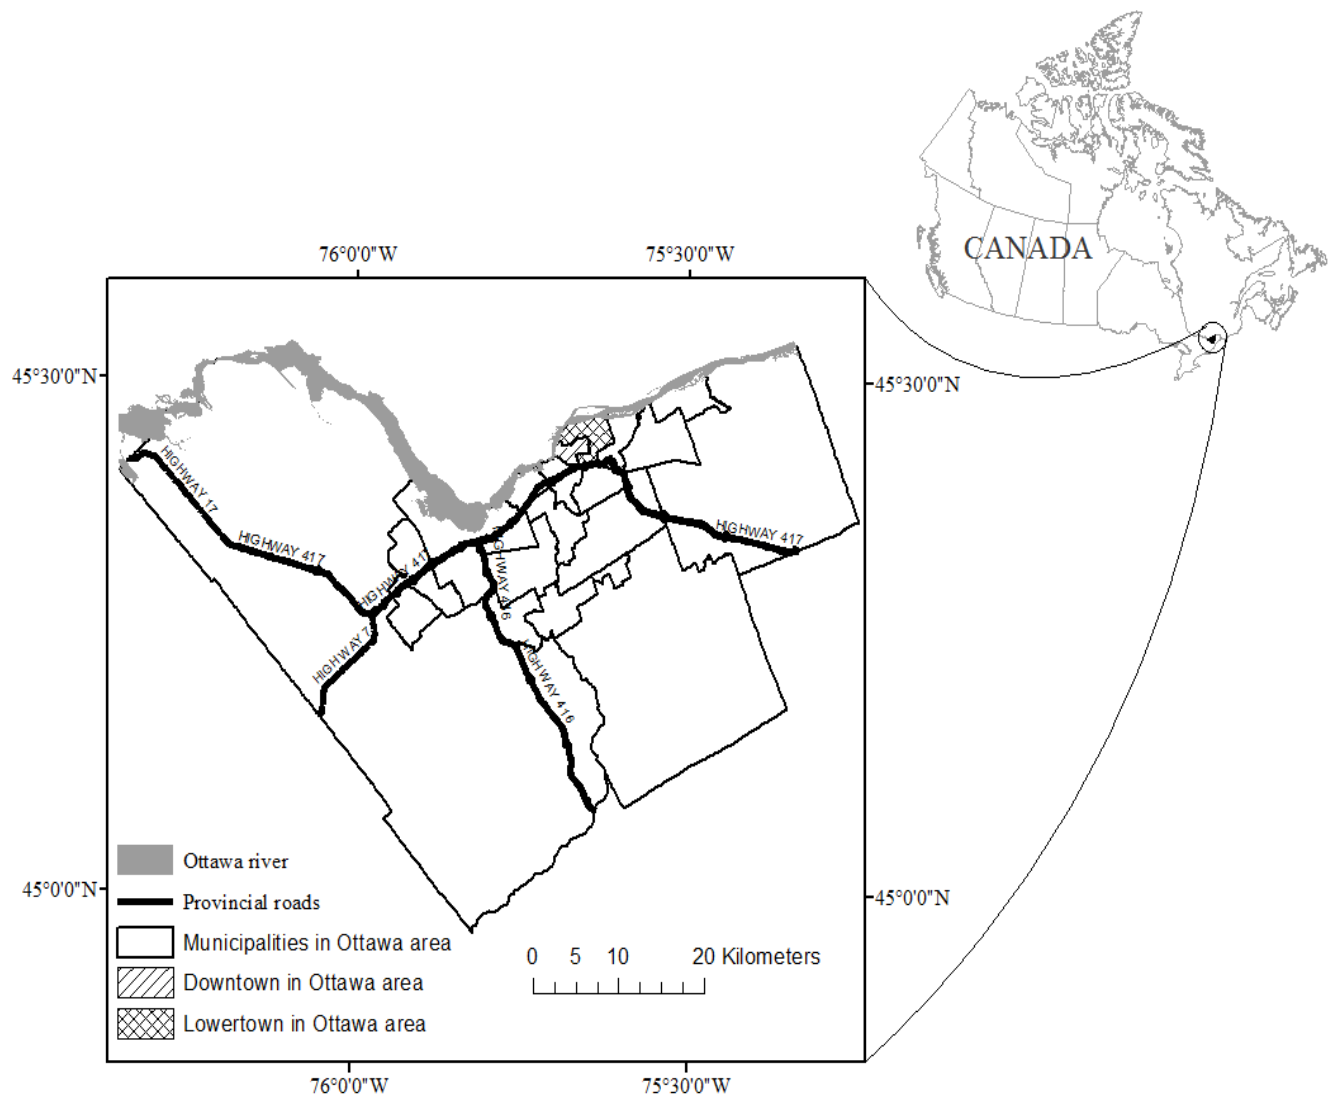 CANADA
76°0'0"W
75°30'0"W
45°30'0"N
45°30'0"N
HIGHWAY 17
HIGHWAY 417
HIGHWAY 417
HIGHWAY 417
HIGHWAY 416
HIGHWAY 7
HIGHWAY 416
45°0'0"N
45°0'0"N
Ottawa river
Provincial roads
Municipalities in Ottawa area
Downtown in Ottawa area
Lowertown in Ottawa area
0 5 10 20 Kilometers
76°0'0"W
75°30'0"W